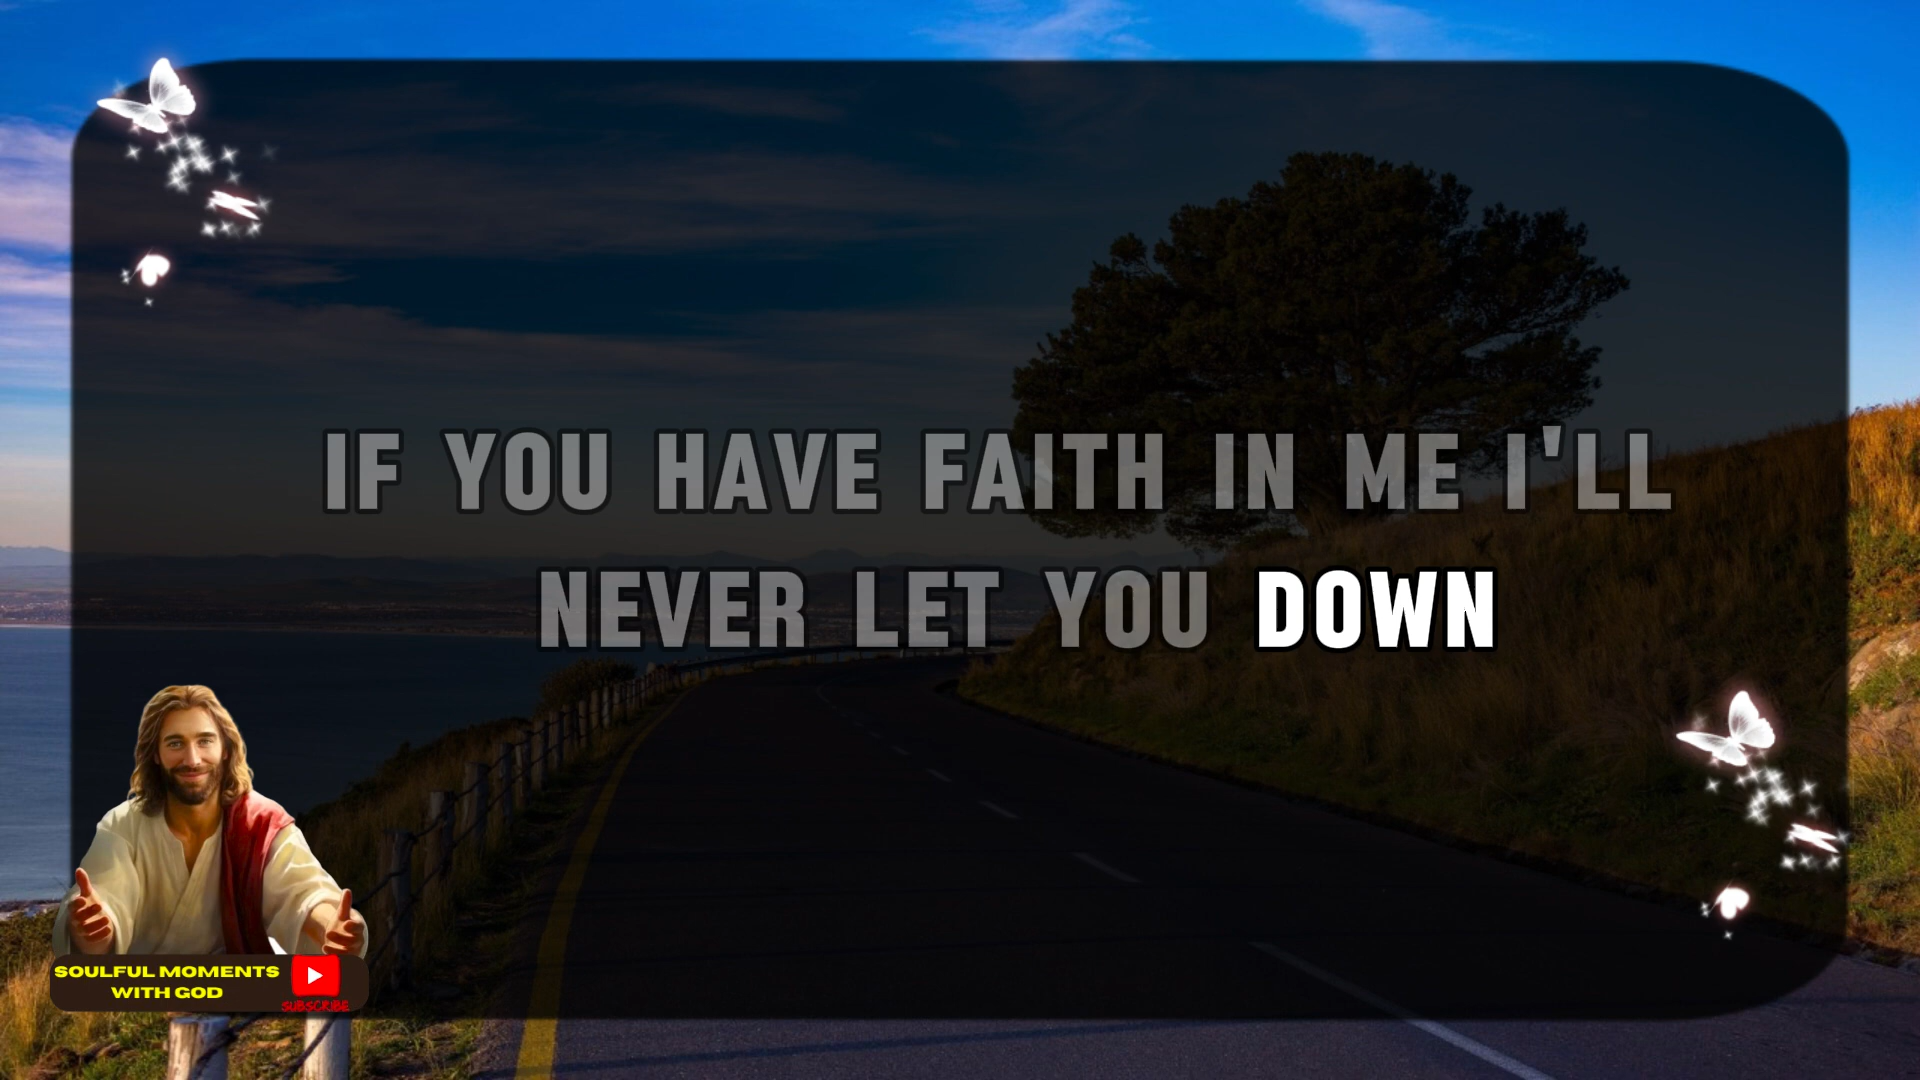 IF YOU HAVE FAITH IN ME I'LL
NEVER LET YOU DOWN
SOULFUL MOMENTS
WITH GOD
SUBSCRIBE